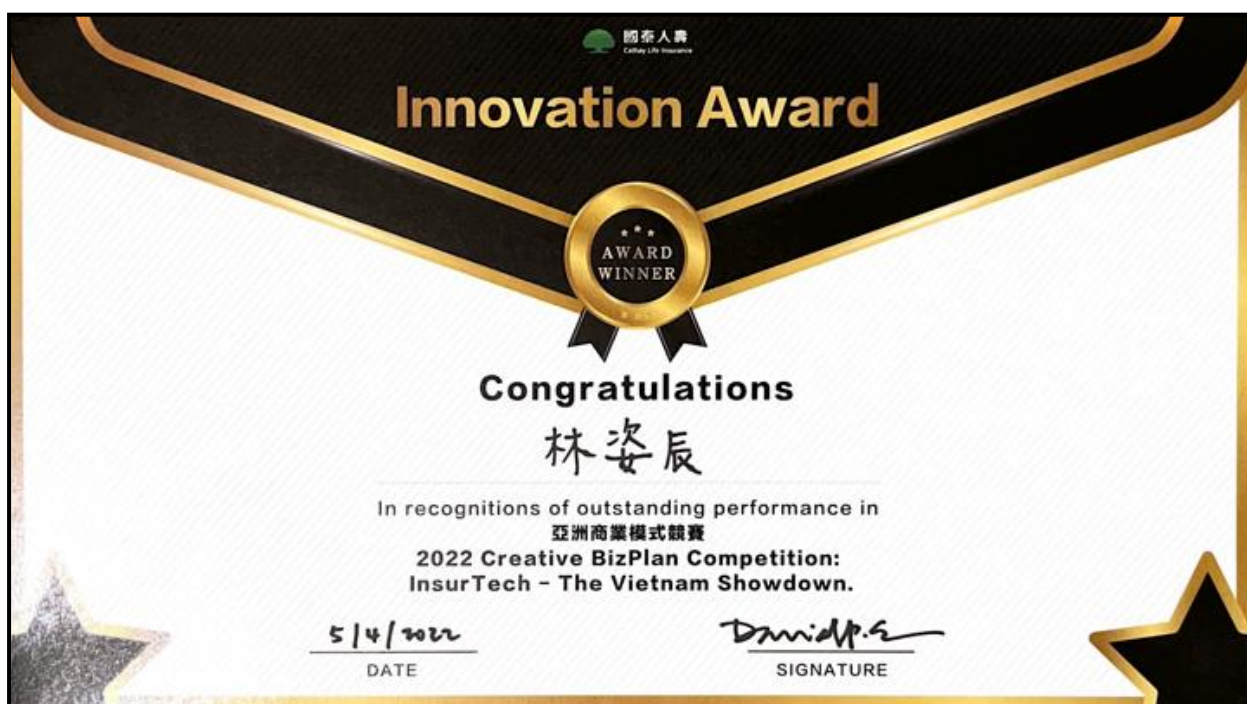 國泰人壽
Cathay Life Insurance
Innovation Award
AWARD
WINNER
Congratulations
林姿辰
In recognitions of outstanding performance in
亞洲商業模式競賽
2022 Creative BizPlan Competition:
InsurTech – The Vietnam Showdown.
5/4/2022
DATE
SIGNATURE